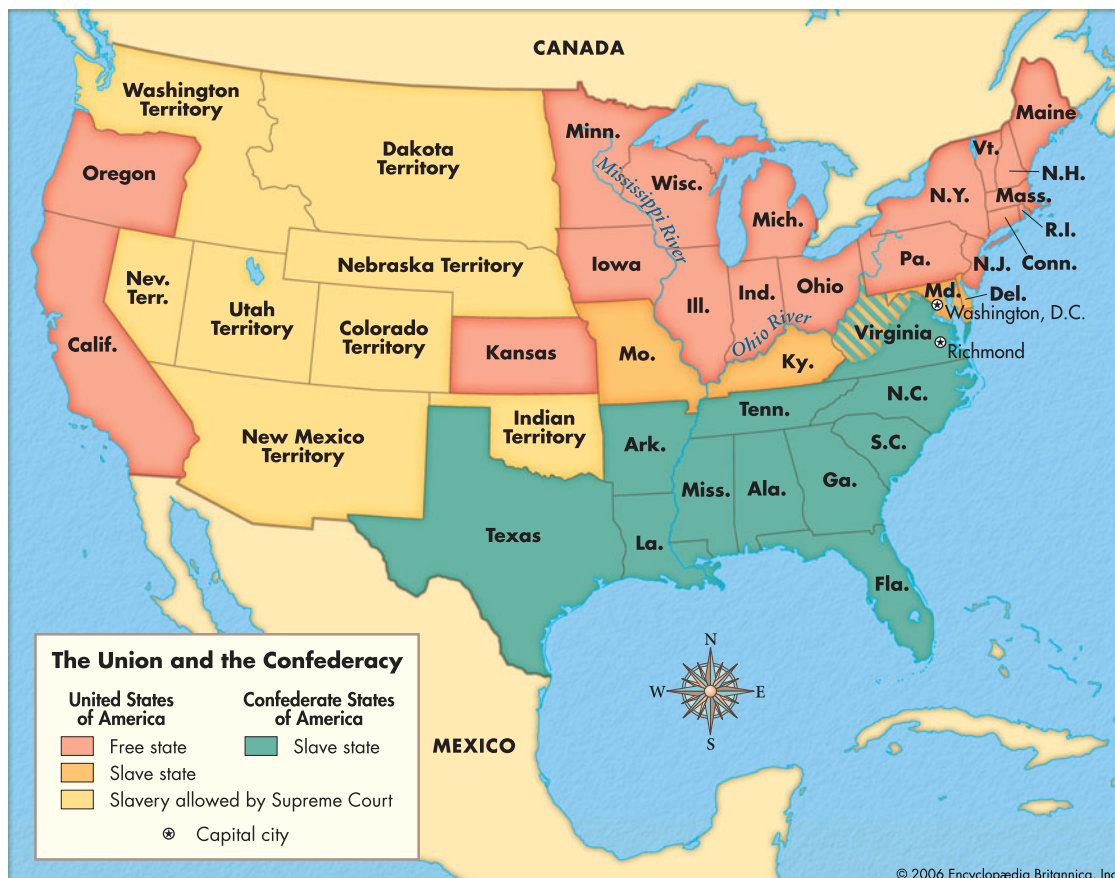 CANADA
Washington
Territory
Oregon
Dakota
Territory
Minn.
Mississippi River
Wisc.
Mich.
Maine
Vt.
N.H.
N.Y.
Mass.
R.I.
Conn.
Nev.
Terr.
Utah
Territory
Nebraska Territory
Colorado
Territory
Iowa
Ill.
Ind.
Ohio
Pa.
N.J.
Md.
Del.
Washington, D.C.
Calif.
Kansas
Mo.
Ohio River
Ky.
Virginia
Richmond
New Mexico
Territory
Indian
Territory
Ark.
Tenn.
N.C.
S.C.
Texas
La.
Miss.
Ala.
Ga.
Fla.
MEXICO
N
W
E
S
The Union and the Confederacy
United States
of America
Free state
Slave state
Slavery allowed by Supreme Court
Confederate States
of America
Slave state
Capital city
© 2006 Encyclopædia Britannica, Inc